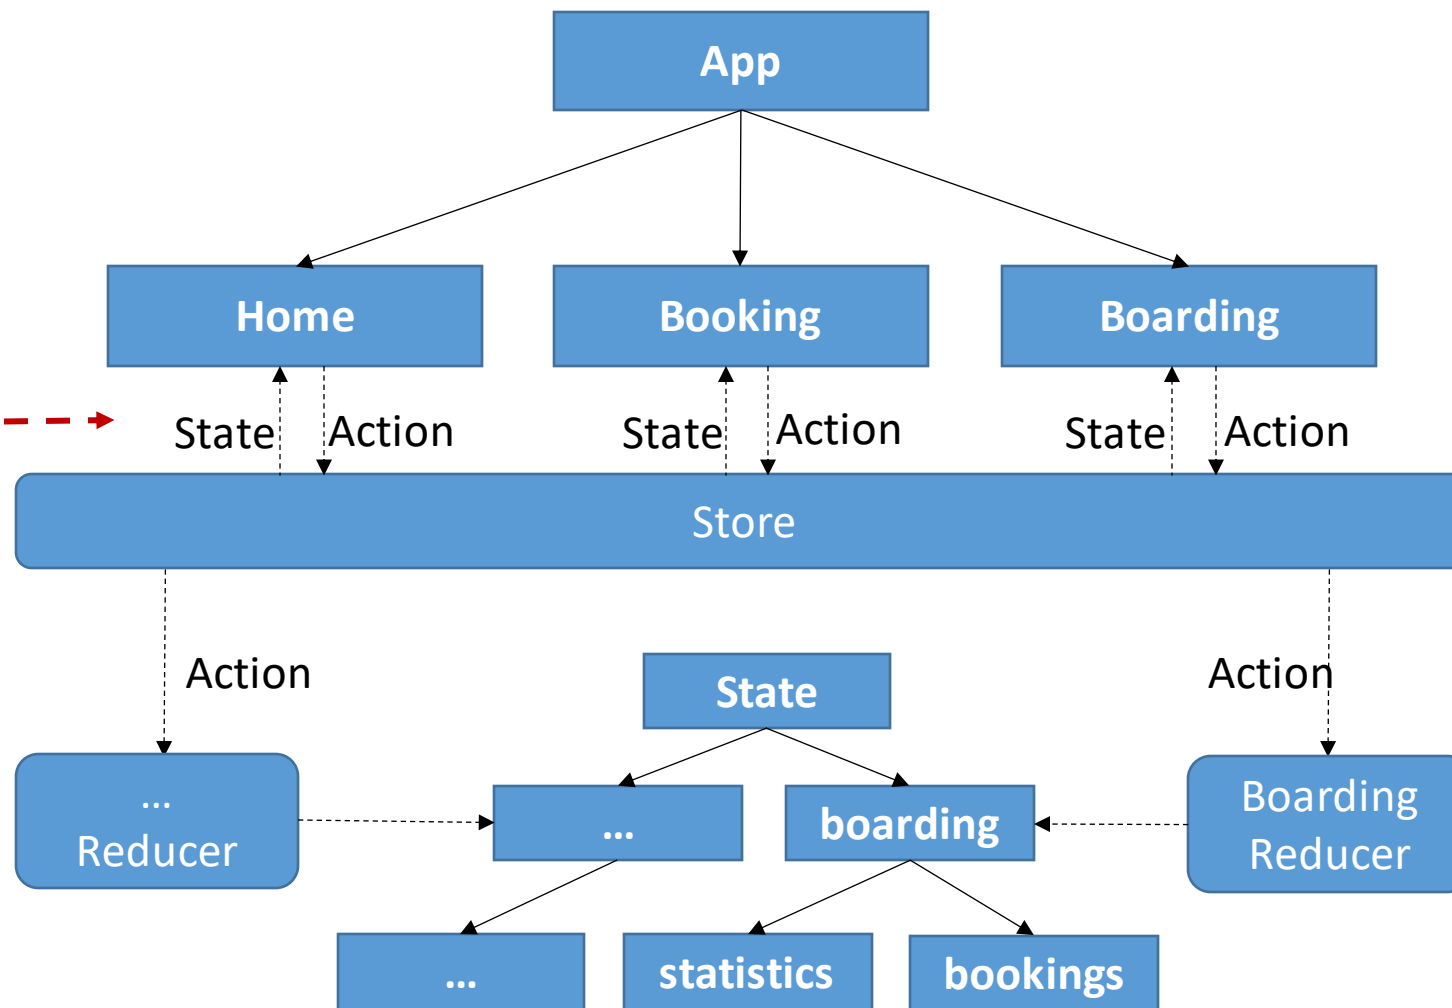 App
Home
Booking
Boarding
State
Action
State
Action
State
Action
Store
Action
Action
State
...
Reducer
...
boarding
Boarding
Reducer
...
statistics
bookings